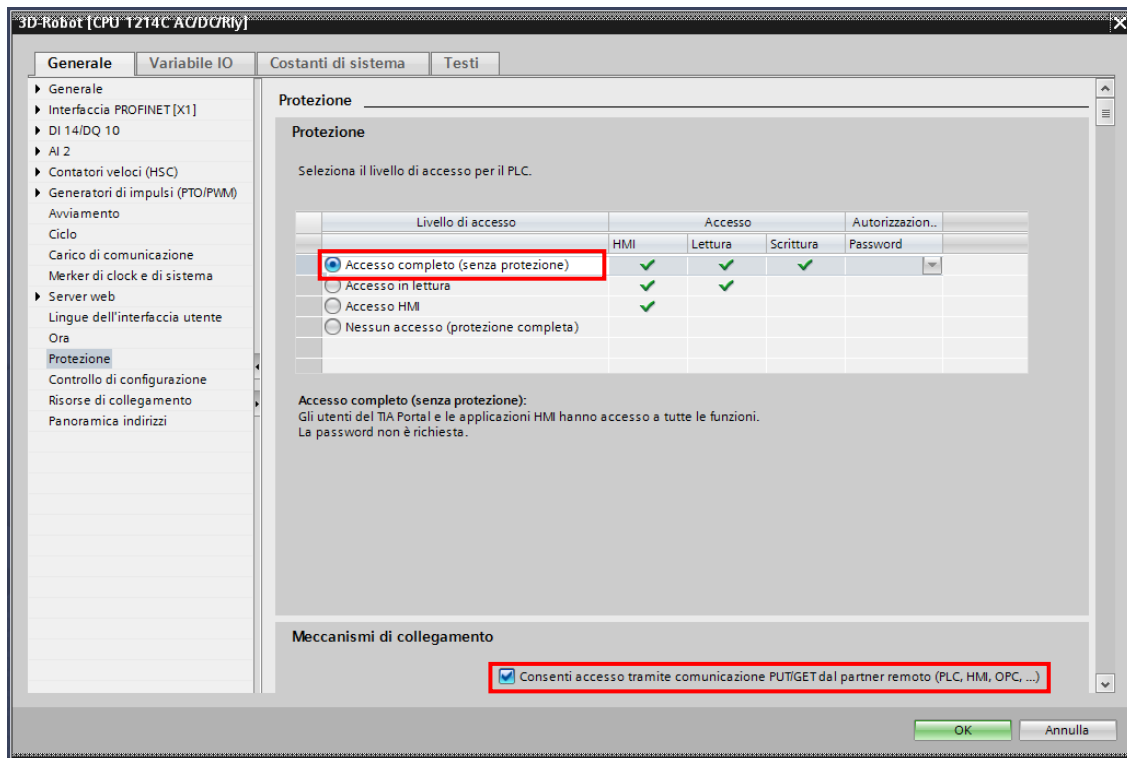 3D-Robot [CPU 1214C AC/DC/Rly]
Generale
Variabile IO
Costanti di sistema
Testi
Generale
Interfaccia PROFINET [X1]
DI 14/DQ 10
AI 2
Contatori veloci (HSC)
Generatori di impulsi (PTO/PWM)
Avviamento
Ciclo
Carico di comunicazione
Merker di clock e di sistema
Server web
Lingue dell'interfaccia utente
Ora
Protezione
Controllo di configurazione
Risorse di collegamento
Panoramica indirizzi
Protezione
Protezione
Seleziona il livello di accesso per il PLC.
Livello di accesso Accesso Autorizzazion..
HMI Lettura Scrittura Password
Accesso completo (senza protezione)
Accesso in lettura
Accesso HMI
Nessun accesso (protezione completa)
Accesso completo (senza protezione):
Gli utenti del TIA Portal e le applicazioni HMI hanno accesso a tutte le funzioni.
La password non è richiesta.
Meccanismi di collegamento
Consenti accesso tramite comunicazione PUT/GET dal partner remoto (PLC, HMI, OPC, ...)
OK
Annulla